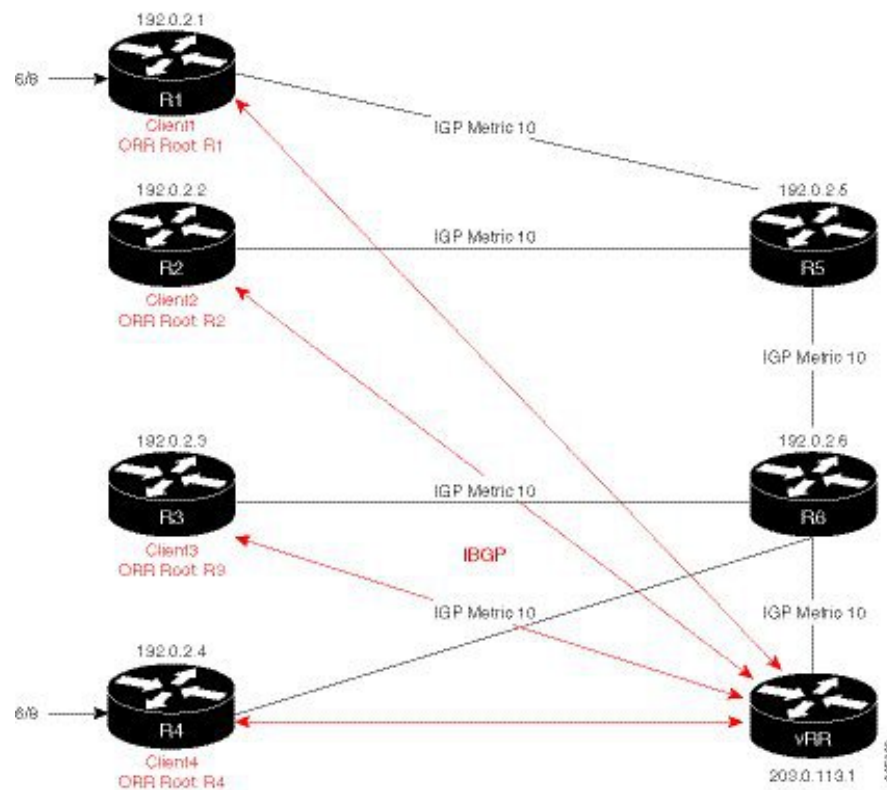 192.0.2.1
6/8
R1
Client1
ORR Root: R1
IGP Metric 10
192.0.2.2
192.0.2.5
IGP Metric 10
R2
R5
Client2
ORR Root: R2
IGP Metric 10
192.0.2.3
192.0.2.6
IGP Metric 10
R3
R6
Client3
ORR Root: R3
IBGP
IGP Metric 10
IGP Metric 10
192.0.2.4
6/8
R4
vRR
Client4
ORR Root: R4
203.0.113.1